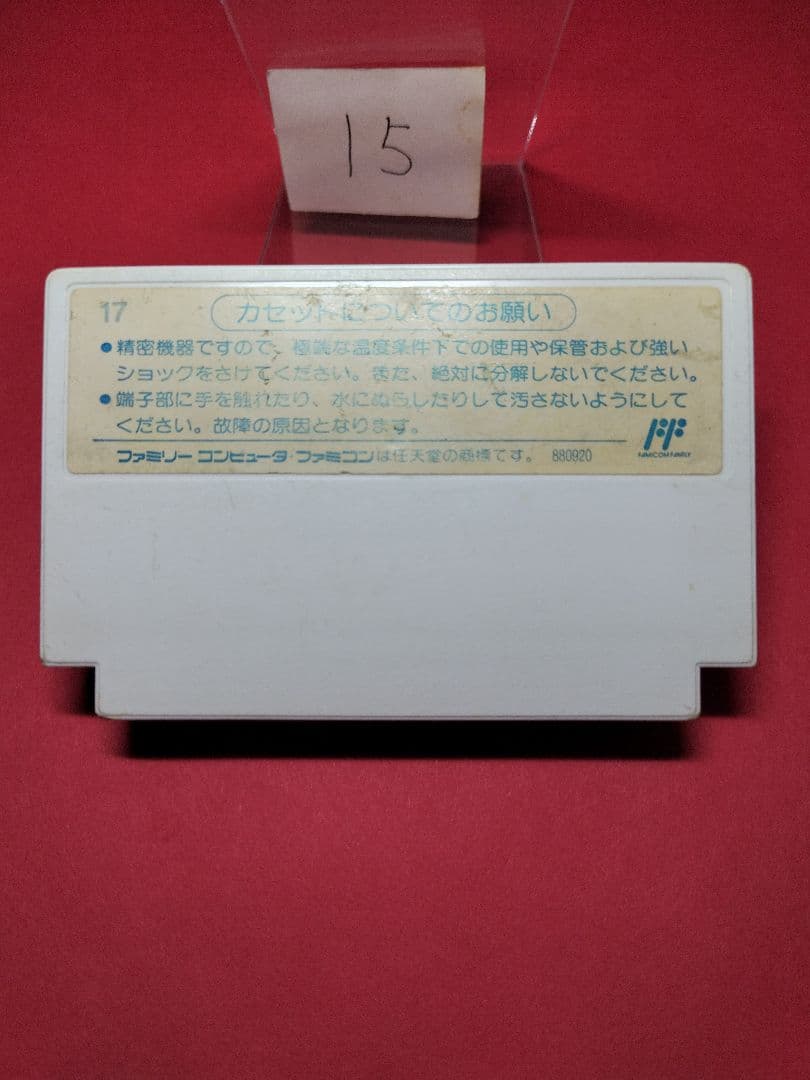 15
17
カセットについてのお願い
●精密機器ですので、極端な温度条件下での使用や保管および強い
ショックをさけてください。また、絶対に分解しないでください。
●端子部に手を触れたり、水にぬらしたりして汚さないようにして
ください。故障の原因となります。
FAMICOM FAMILY
ファミリーコンピュータ・ファミコンは任天堂の商標です。 880920